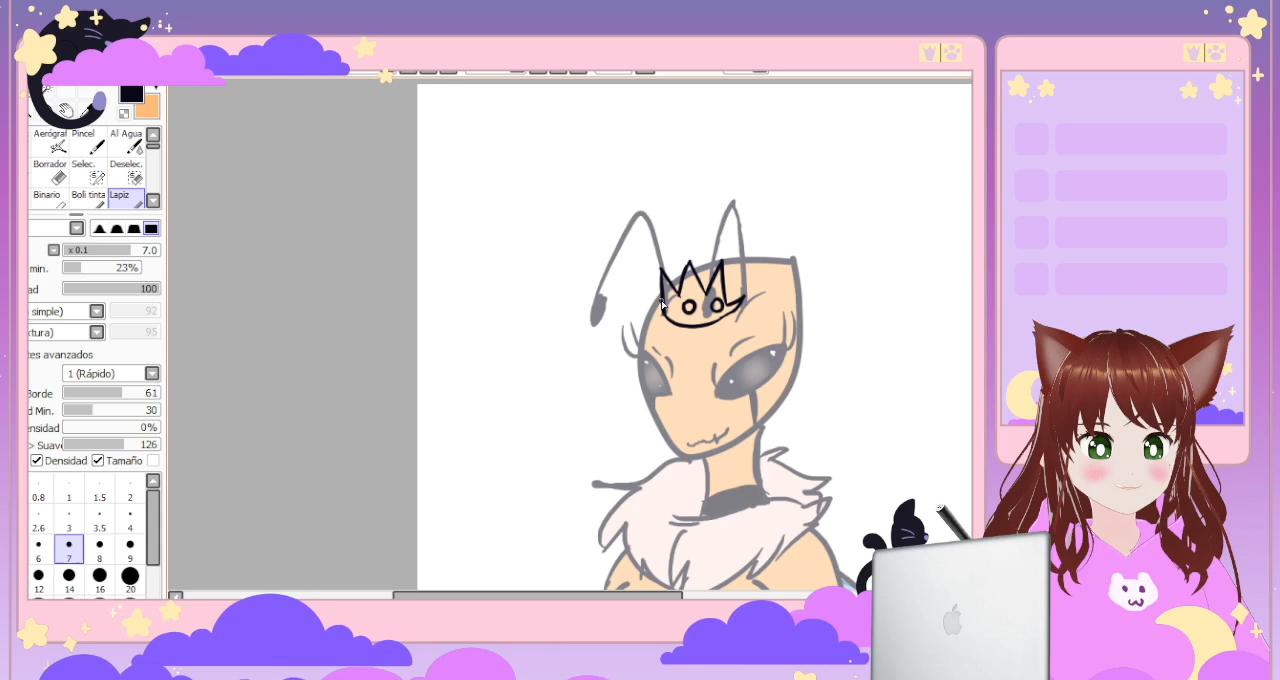 Aerógraf Pincel Al Agua
Borrador Selec. Deselec.
Binario Boli tinta Lapiz
x 0.1 7.0
min. 23%
ad 100
simple) 92
xtura) 95
tes avanzados
1 (Rápido)
Borde 61
d Min. 30
ensidad 0%
> Suav 126
Densidad Tamaño
0.8 1 1.5 2
2.6 3 3.5 4
6 7 8 9
12 14 16 20